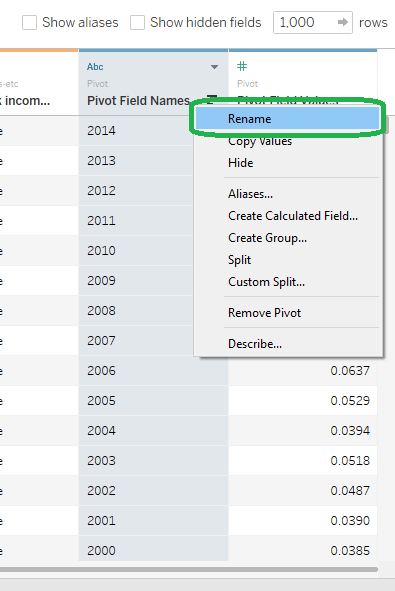 Show aliases Show hidden fields 1,000 rows
Abc
s-etc Pivot Pivot
k incom... Pivot Field Names Pivot Field Values
e 2014 Rename
e 2013 Copy Values
e 2012 Hide
e 2011 Aliases...
Create Calculated Field...
e 2010 Create Group...
e 2009 Split
e 2008 Custom Split...
Remove Pivot
e 2007 Describe...
e 2006 0.0637
e 2005 0.0529
e 2004 0.0394
e 2003 0.0518
e 2002 0.0487
e 2001 0.0390
e 2000 0.0385